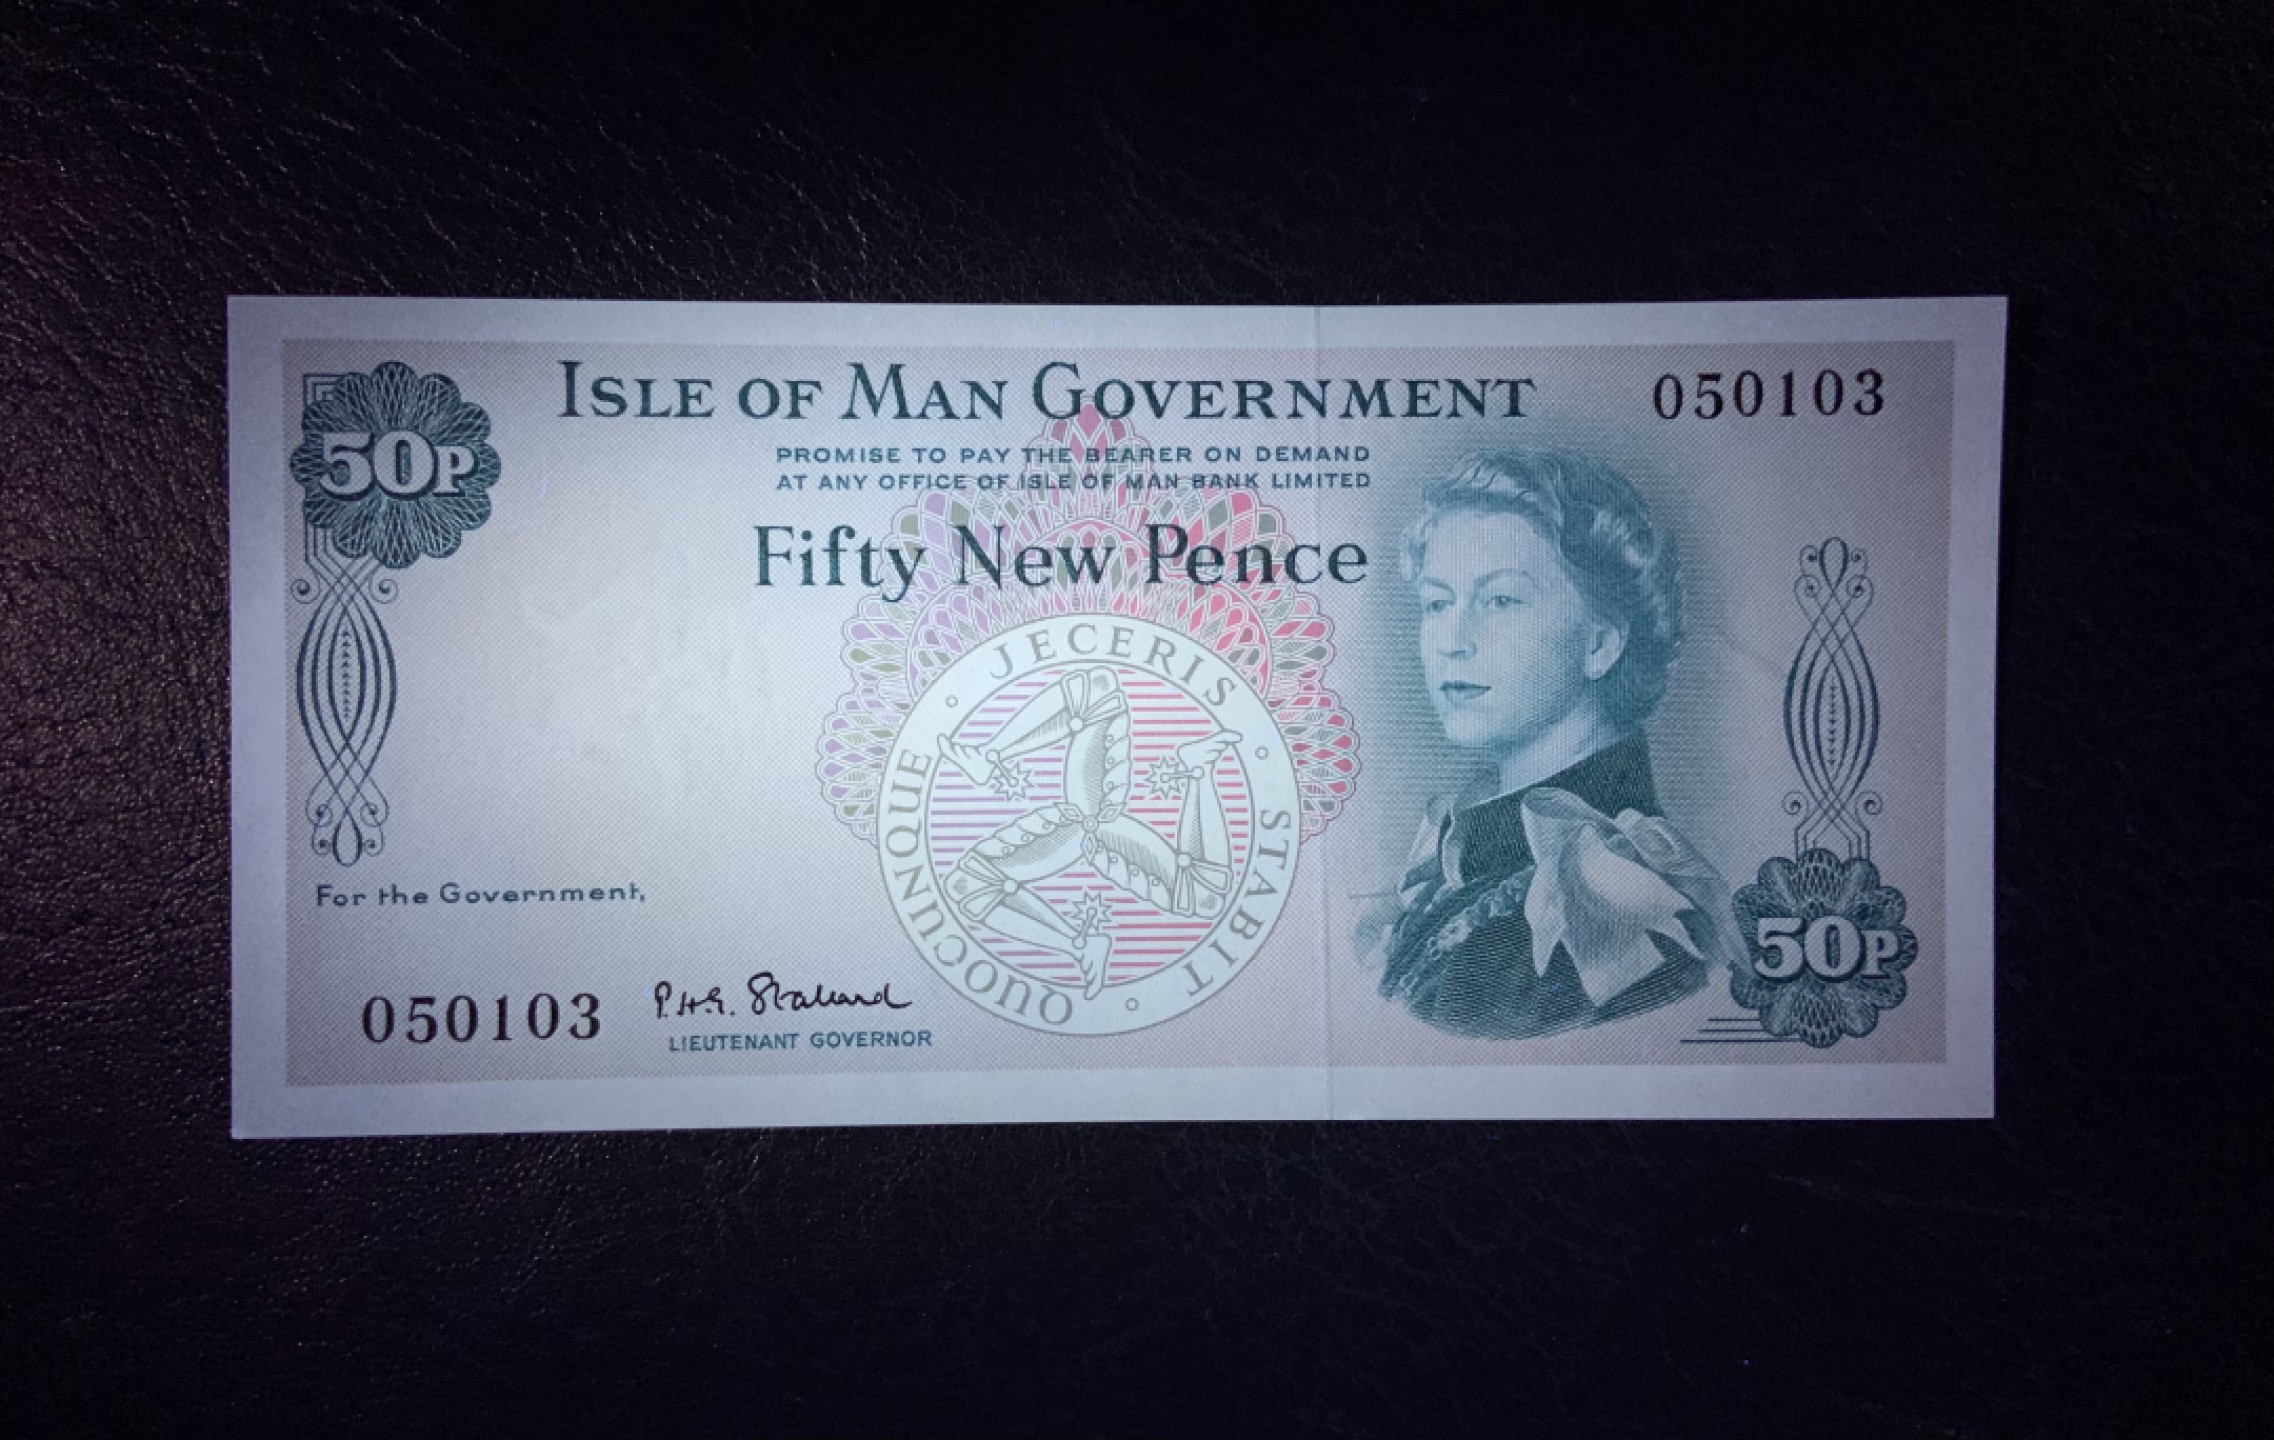 ISLE OF MAN GOVERNMENT
050103
50P
PROMISE TO PAY THE BEARER ON DEMAND
AT ANY OFFICE OF ISLE OF MAN BANK LIMITED
Fifty New Pence
QUOCUNQUE · JECERIS · STABIT ·
For the Government,
50P
050103
P.H.G. Stallard
LIEUTENANT GOVERNOR